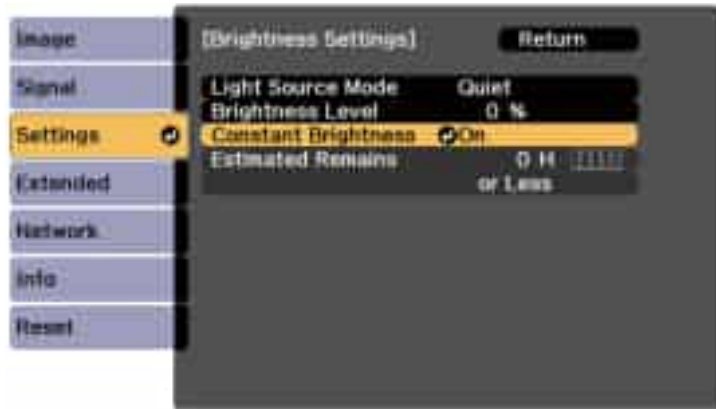 Image
Signal
Settings
Extended
Network
Info
Reset
[Brightness Settings] Return
Light Source Mode Quiet
Brightness Level 0 %
Constant Brightness On
Estimated Remains 0 H
or Less